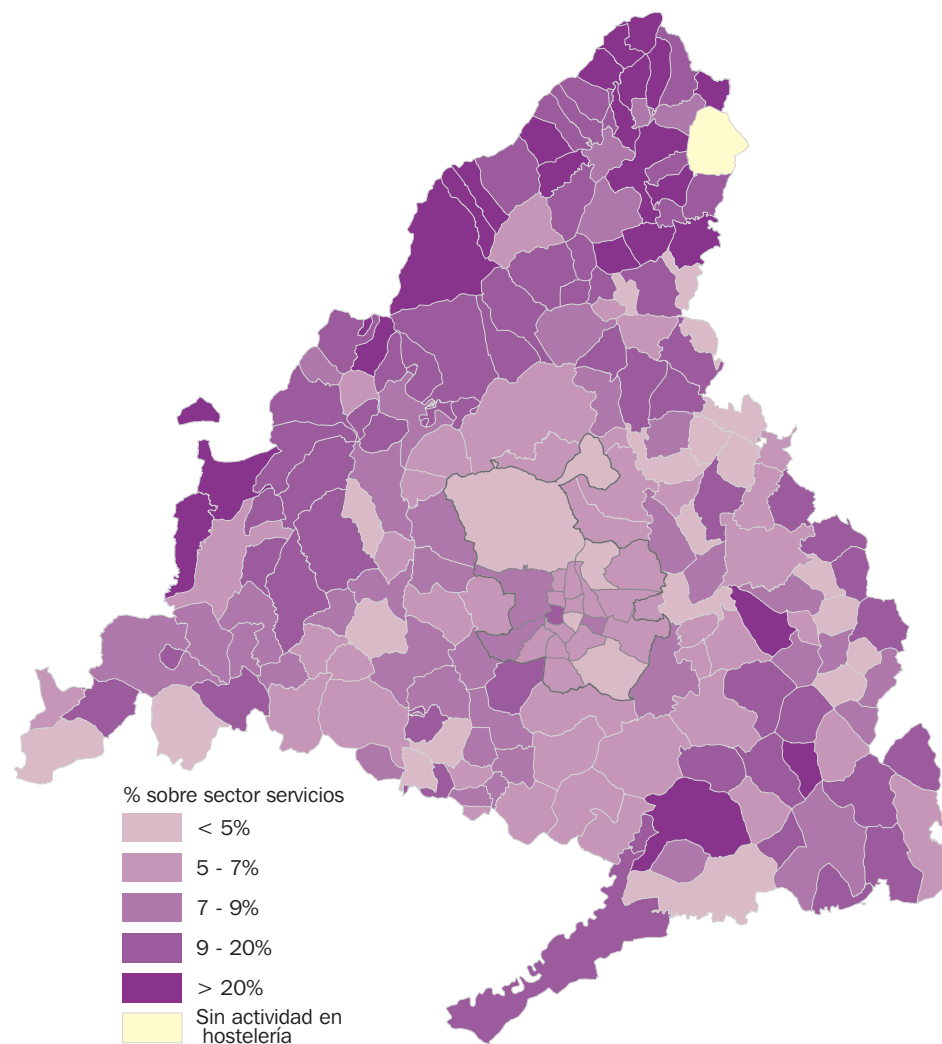 % sobre sector servicios
< 5%
5 - 7%
7 - 9%
9 - 20%
> 20%
Sin actividad en
hostelería